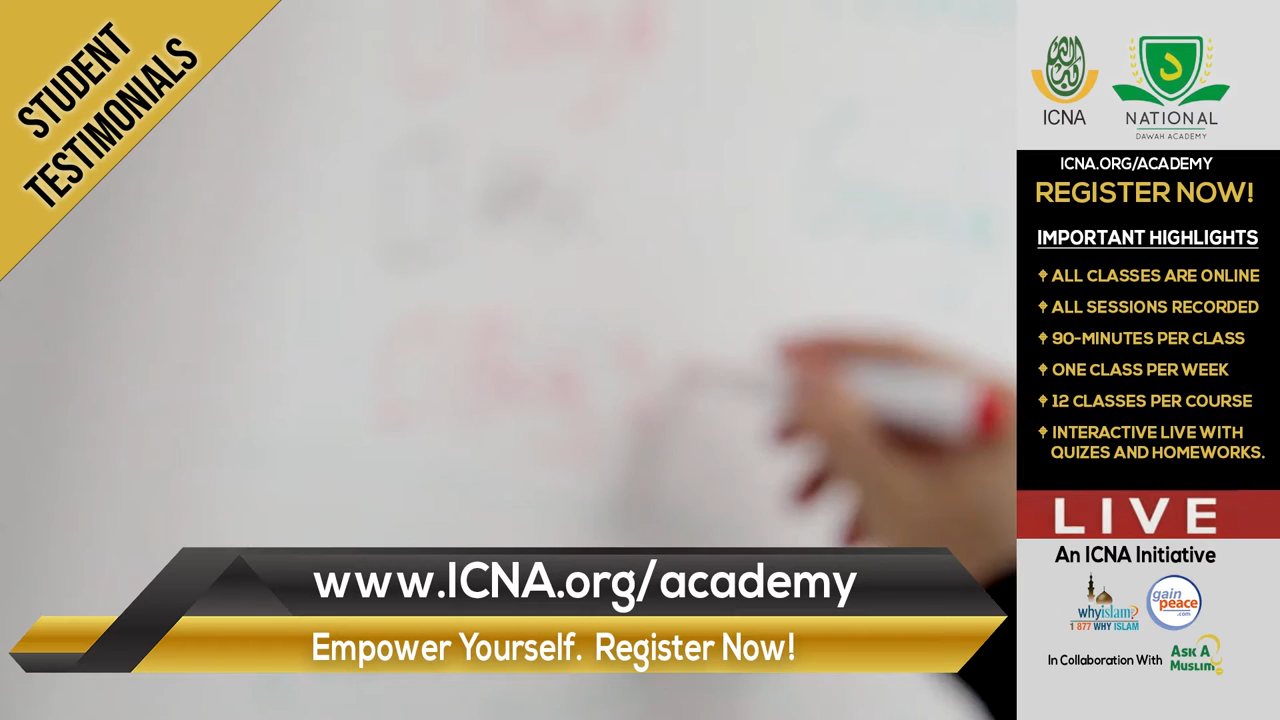 STUDENT
TESTIMONIALS
www.ICNA.org/academy
Empower Yourself. Register Now!
ICNA
NATIONAL
DAWAH ACADEMY
ICNA.ORG/ACADEMY
REGISTER NOW!
IMPORTANT HIGHLIGHTS
ALL CLASSES ARE ONLINE
ALL SESSIONS RECORDED
90-MINUTES PER CLASS
ONE CLASS PER WEEK
12 CLASSES PER COURSE
INTERACTIVE LIVE WITH
QUIZES AND HOMEWORKS.
LIVE
An ICNA Initiative
whyislam?
1 877 WHY ISLAM
gain
peace
.com
In Collaboration With
ASK A
MUSLIM